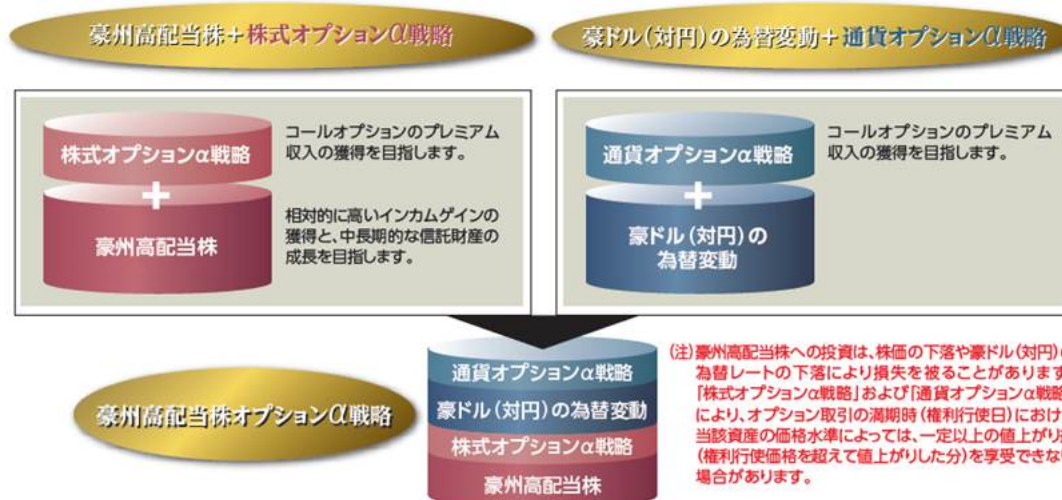 豪州高配当株+株式オプションα戦略
豪ドル(対円)の為替変動+通貨オプションα戦略
株式オプションα戦略
+
豪州高配当株
コールオプションのプレミアム
収入の獲得を目指します。
相対的に高いインカムゲインの
獲得と、中長期的な信託財産の
成長を目指します。
通貨オプションα戦略
+
豪ドル(対円)の
為替変動
コールオプションのプレミアム
収入の獲得を目指します。
豪州高配当株オプションα戦略
通貨オプションα戦略
豪ドル(対円)の為替変動
株式オプションα戦略
豪州高配当株
(注)豪州高配当株への投資は、株価の下落や豪ドル(対円)
為替レートの下落により損失を被ることがあります
「株式オプションα戦略」および「通貨オプションα戦略
により、オプション取引の満期時(権利行使日)におけ
当該資産の価格水準によっては、一定以上の値上がり
(権利行使価格を超えて値上がりした分)を享受できな
場合があります。